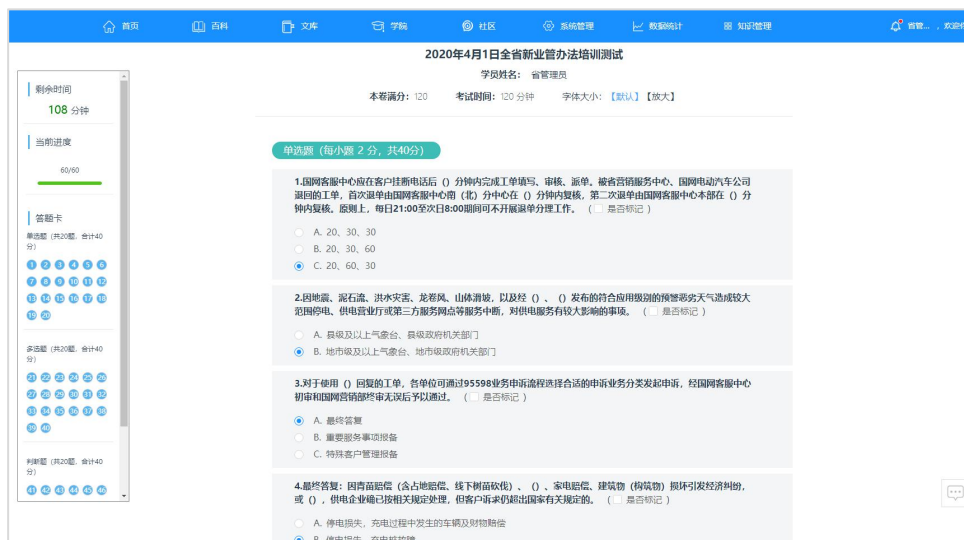 首页 百科 文库 学院 社区 系统管理 数据统计 知识管理 省管... ，欢迎
2020年4月1日全省新业管办法培训测试
学员姓名： 省管理员
本卷满分：120 考试时间：120 分钟 字体大小：【默认】【放大】
剩余时间
108 分钟
当前进度
60/60
答题卡
单选题（共20题，合计40
分）
1 2 3 4 5 6
7 8 9 10 11 12
13 14 15 16 17 18
19 20
多选题（共20题，合计40
分）
21 22 23 24 25 26
27 28 29 30 31 32
33 34 35 36 37 38
39 40
判断题（共20题，合计40
分）
41 42 43 44 45 46
单选题（每小题 2 分，共40分）
1.国网客服中心应在客户挂断电话后（）分钟内完成工单填写、审核、派单。被省营销服务中心、国网电动汽车公司
退回的工单，首次退单由国网客服中心南（北）分中心在（）分钟内复核，第二次退单由国网客服中心本部在（）分
钟内复核。原则上，每日21:00至次日8:00期间可不开展退单分理工作。 （ 是否标记 ）
A. 20、30、30
B. 20、30、60
C. 20、60、30
2.因地震、泥石流、洪水灾害、龙卷风、山体滑坡，以及经（）、（）发布的符合应用级别的预警恶劣天气造成较大
范围停电、供电营业厅或第三方服务网点等服务中断，对供电服务有较大影响的事项。 （ 是否标记 ）
A. 县级及以上气象台、县级政府机关部门
B. 地市级及以上气象台、地市级政府机关部门
3.对于使用（）回复的工单，各单位可通过95598业务申诉流程选择合适的申诉业务分类发起申诉，经国网客服中心
初审和国网营销部终审无误后予以通过。 （ 是否标记 ）
A. 最终答复
B. 重要服务事项报备
C. 特殊客户管理报备
4.最终答复：因青苗赔偿（含占地赔偿、线下树苗砍伐）、（）、家电赔偿、建筑物（构筑物）损坏引发经济纠纷，
或（），供电企业确已按相关规定处理，但客户诉求仍超出国家有关规定的。 （ 是否标记 ）
A. 停电损失，充电过程中发生的车辆及财物赔偿
B. 停电损失，充电桩故障